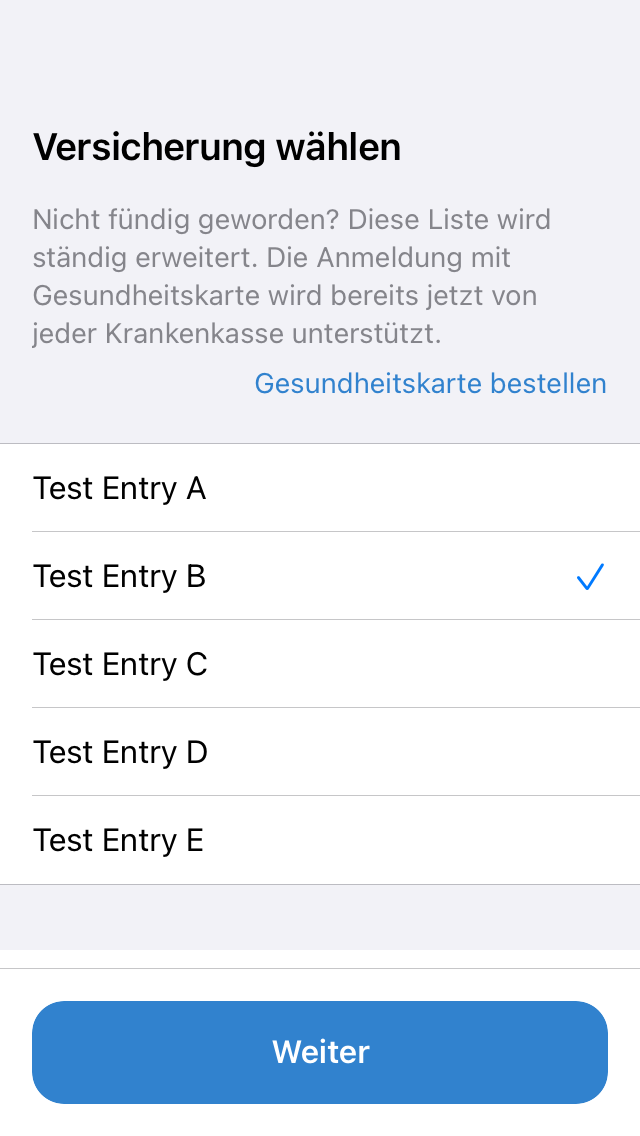 Versicherung wählen
Nicht fündig geworden? Diese Liste wird
ständig erweitert. Die Anmeldung mit
Gesundheitskarte wird bereits jetzt von
jeder Krankenkasse unterstützt.
Gesundheitskarte bestellen
Test Entry A
Test Entry B
Test Entry C
Test Entry D
Test Entry E
Weiter